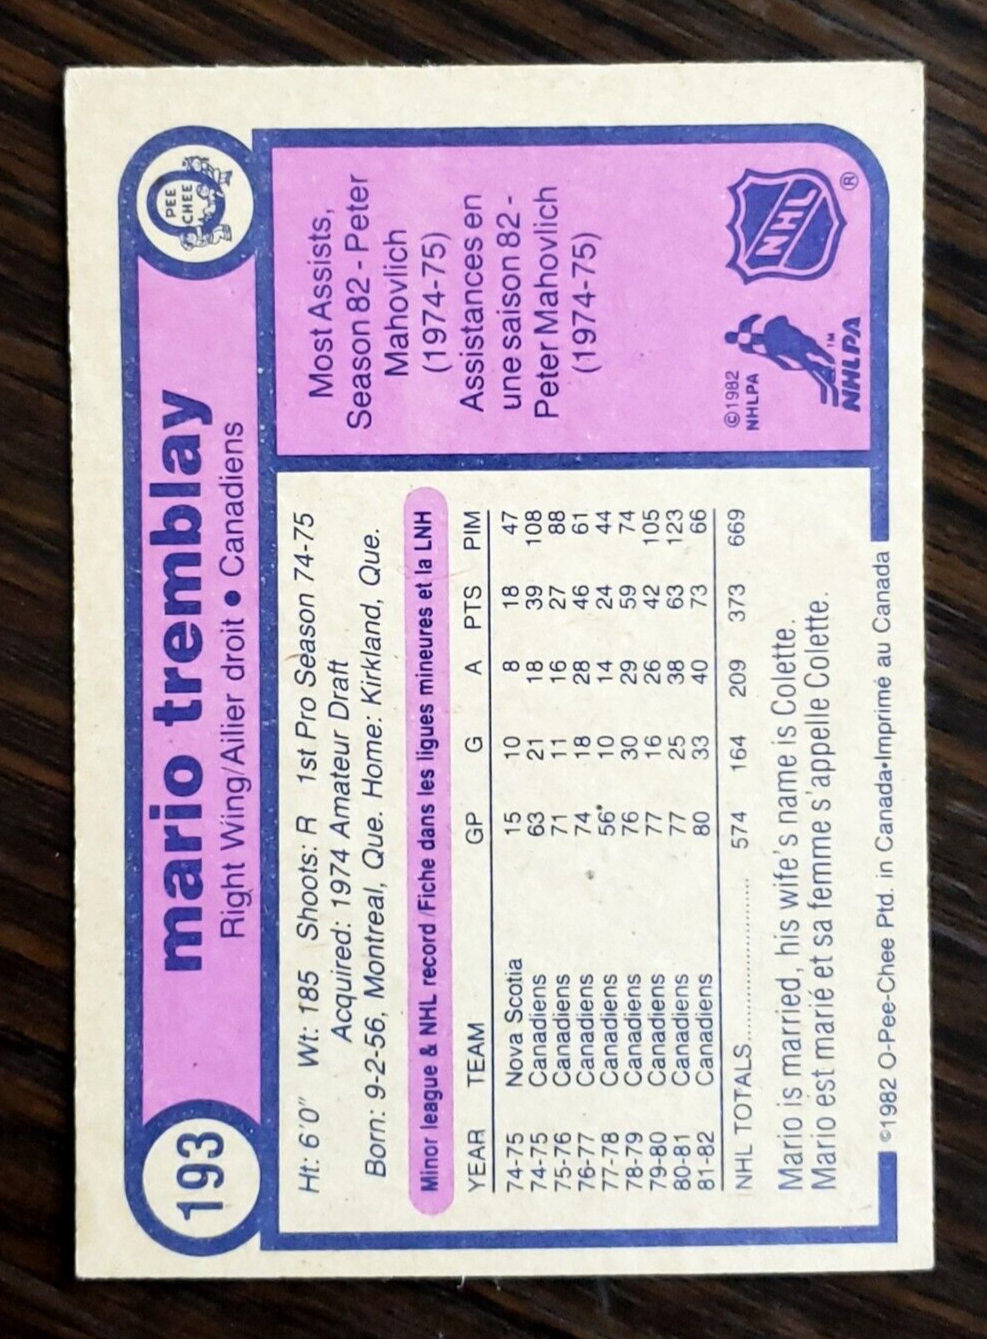 193
mario tremblay
Right Wing/Ailier droit • Canadiens
O
PEE
CHEE
Ht: 6'0" Wt: 185 Shoots: R 1st Pro Season 74-75
Acquired: 1974 Amateur Draft
Born: 9-2-56, Montreal, Que. Home: Kirkland, Que.
Minor league & NHL record/Fiche dans les ligues mineures et la LNH
YEAR TEAM GP G A PTS PIM
74-75 Nova Scotia 15 10 8 18 47
74-75 Canadiens 63 21 18 39 108
75-76 Canadiens 71 11 16 27 88
76-77 Canadiens 74 18 28 46 61
77-78 Canadiens 56 10 14 24 44
78-79 Canadiens 76 30 29 59 74
79-80 Canadiens 77 16 26 42 105
80-81 Canadiens 77 25 38 63 123
81-82 Canadiens 80 33 40 73 66
NHL TOTALS.................... 574 164 209 373 669
Mario is married, his wife's name is Colette.
Mario est marié et sa femme s'appelle Colette.
Most Assists,
Season 82 - Peter
Mahovlich
(1974-75)
Assistances en
une saison 82 -
Peter Mahovlich
(1974-75)
©1982
NHLPA
NHLPA™
NHL
®
©1982 O-Pee-Chee Ptd. in Canada•Imprimé au Canada